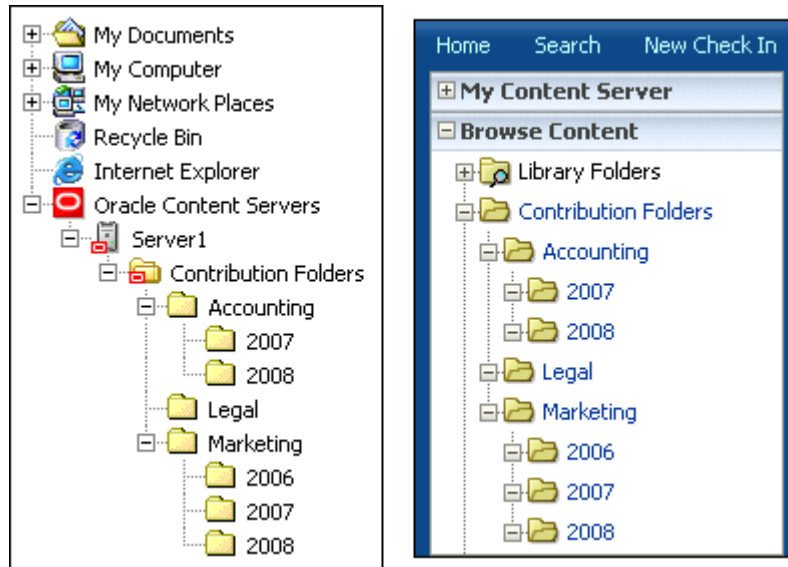 My Documents
My Computer
My Network Places
Recycle Bin
Internet Explorer
Oracle Content Servers
Server1
Contribution Folders
Accounting
2007
2008
Legal
Marketing
2006
2007
2008
Home Search New Check In
My Content Server
Browse Content
Library Folders
Contribution Folders
Accounting
2007
2008
Legal
Marketing
2006
2007
2008